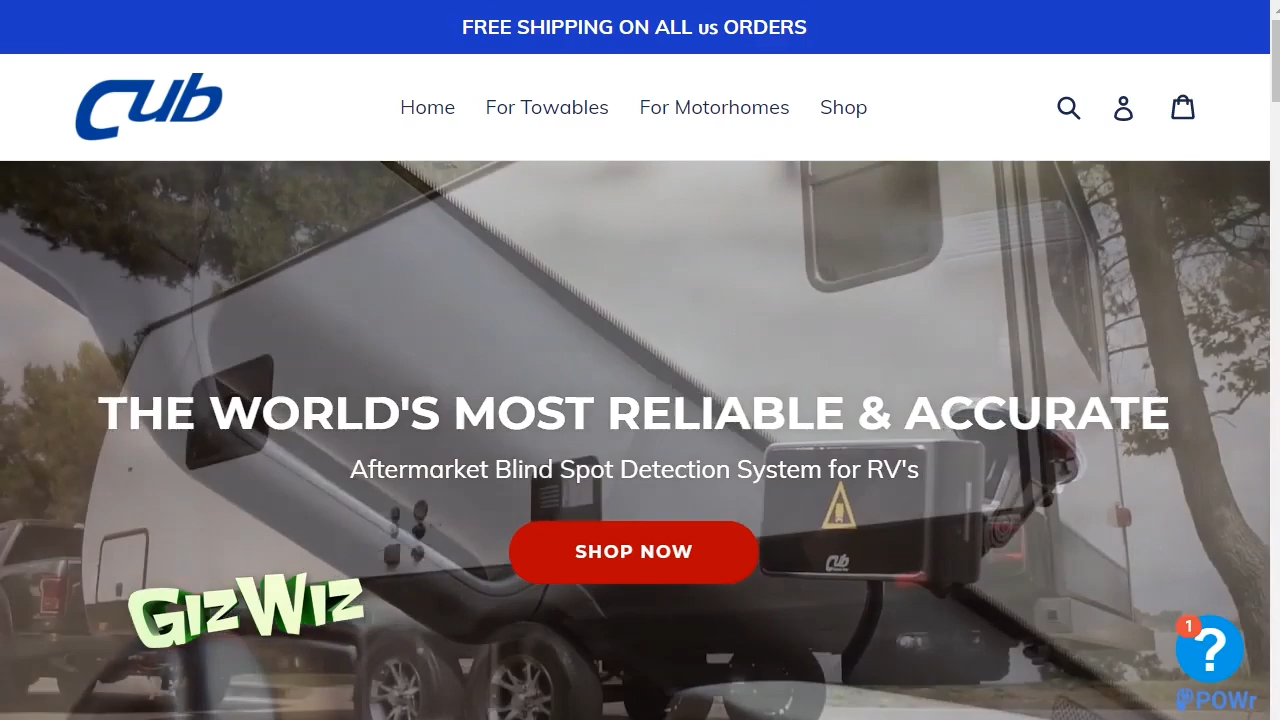 FREE SHIPPING ON ALL us ORDERS
Cub
Home For Towables For Motorhomes Shop
THE WORLD'S MOST RELIABLE & ACCURATE
Aftermarket Blind Spot Detection System for RV's
SHOP NOW
Cub
GIZWIZ
1
?
POWr